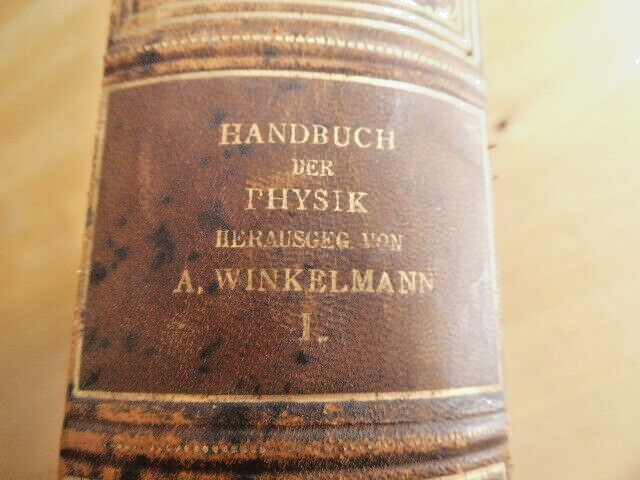 HANDBUCH
DER
PHYSIK
HERAUSGEG. VON
A. WINKELMANN
I.